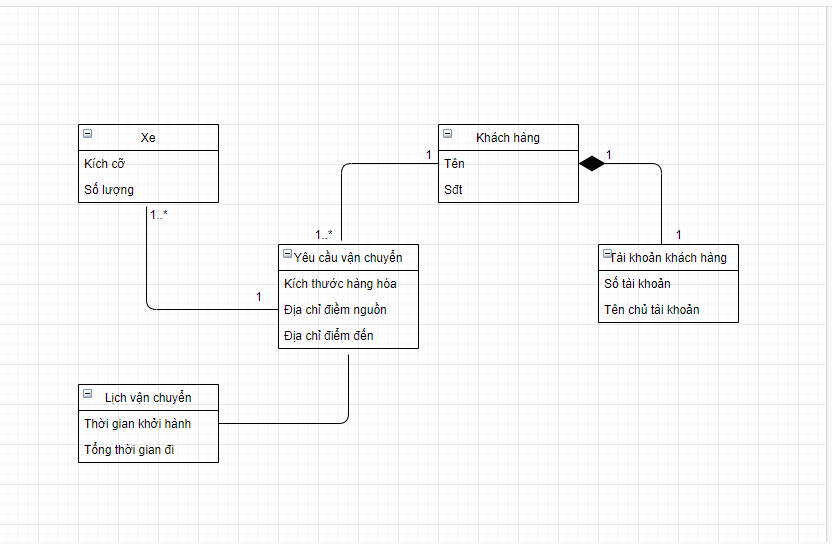 Xe
Kích cỡ
Số lượng
1..*
Khách hàng
Tên
Sđt
1
1
1..*
1
Yêu cầu vận chuyển
Kích thước hàng hóa
Địa chỉ điềm nguồn
Địa chỉ điểm đến
1
Tài khoản khách hàng
Số tài khoản
Tên chủ tài khoản
Lịch vận chuyển
Thời gian khởi hành
Tổng thời gian đi